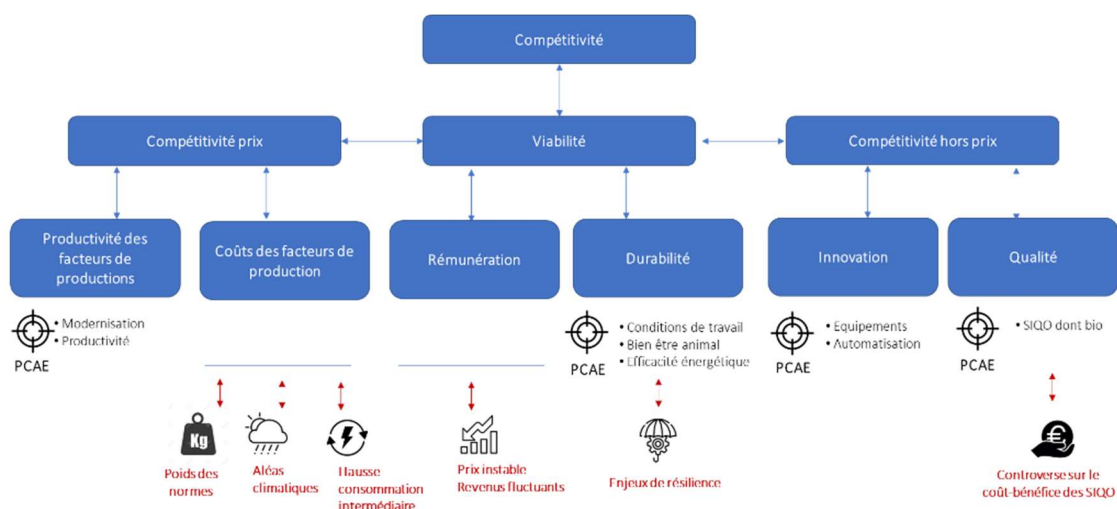 Compétitivité
Compétitivité prix
Viabilité
Compétitivité hors prix
Productivité des
facteurs de
productions
Coûts des facteurs de
production
Rémunération
Durabilité
Innovation
Qualité
• Modernisation
• Productivité
PCAE
• Conditions de travail
• Bien être animal
• Efficacité énergétique
PCAE
• Equipements
• Automatisation
PCAE
• SIQO dont bio
PCAE
Kg
Poids des
normes
Aléas
climatiques
Hausse
consommation
intermédiaire
Prix instable
Revenus fluctuants
Enjeux de résilience
€
Controverse sur le
coût-bénéfice des SIQO